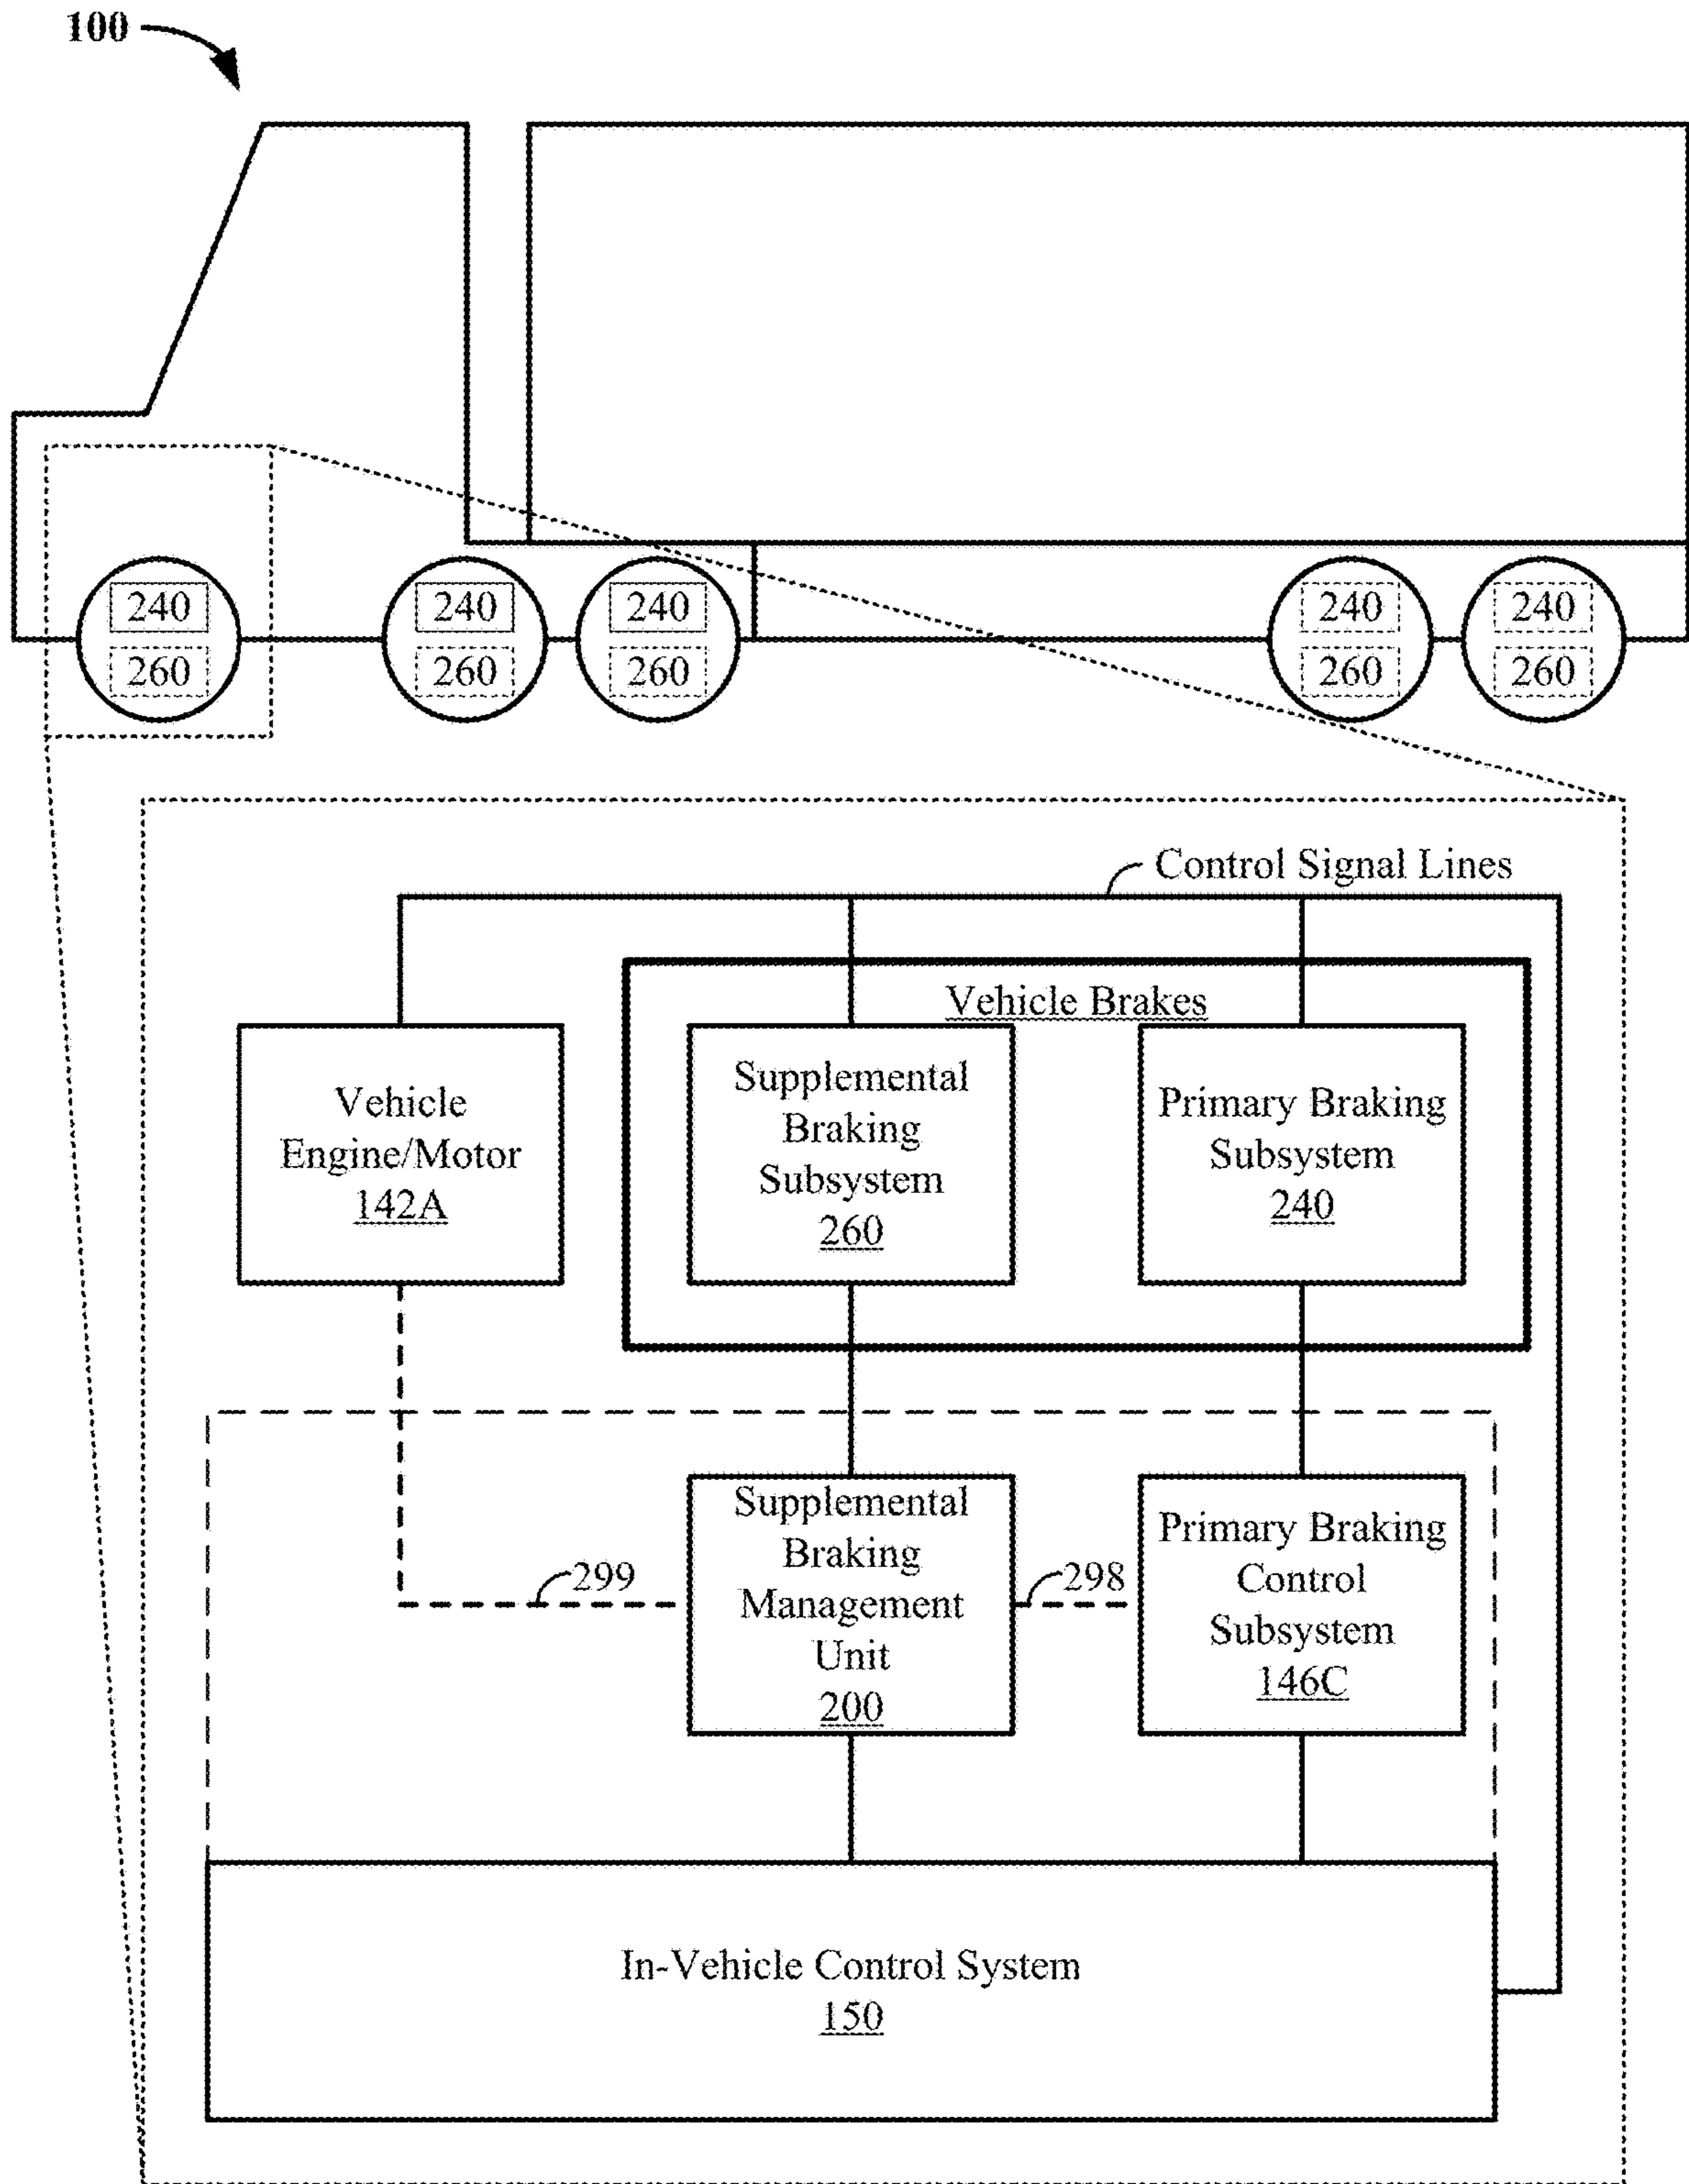 100
240 240 240 240 240
260 260 260 260 260
Control Signal Lines
Vehicle Brakes
Vehicle
Engine/Motor
142A
Supplemental
Braking
Subsystem
260
Primary Braking
Subsystem
240
299
Supplemental
Braking
Management
Unit
200
298
Primary Braking
Control
Subsystem
146C
In-Vehicle Control System
150